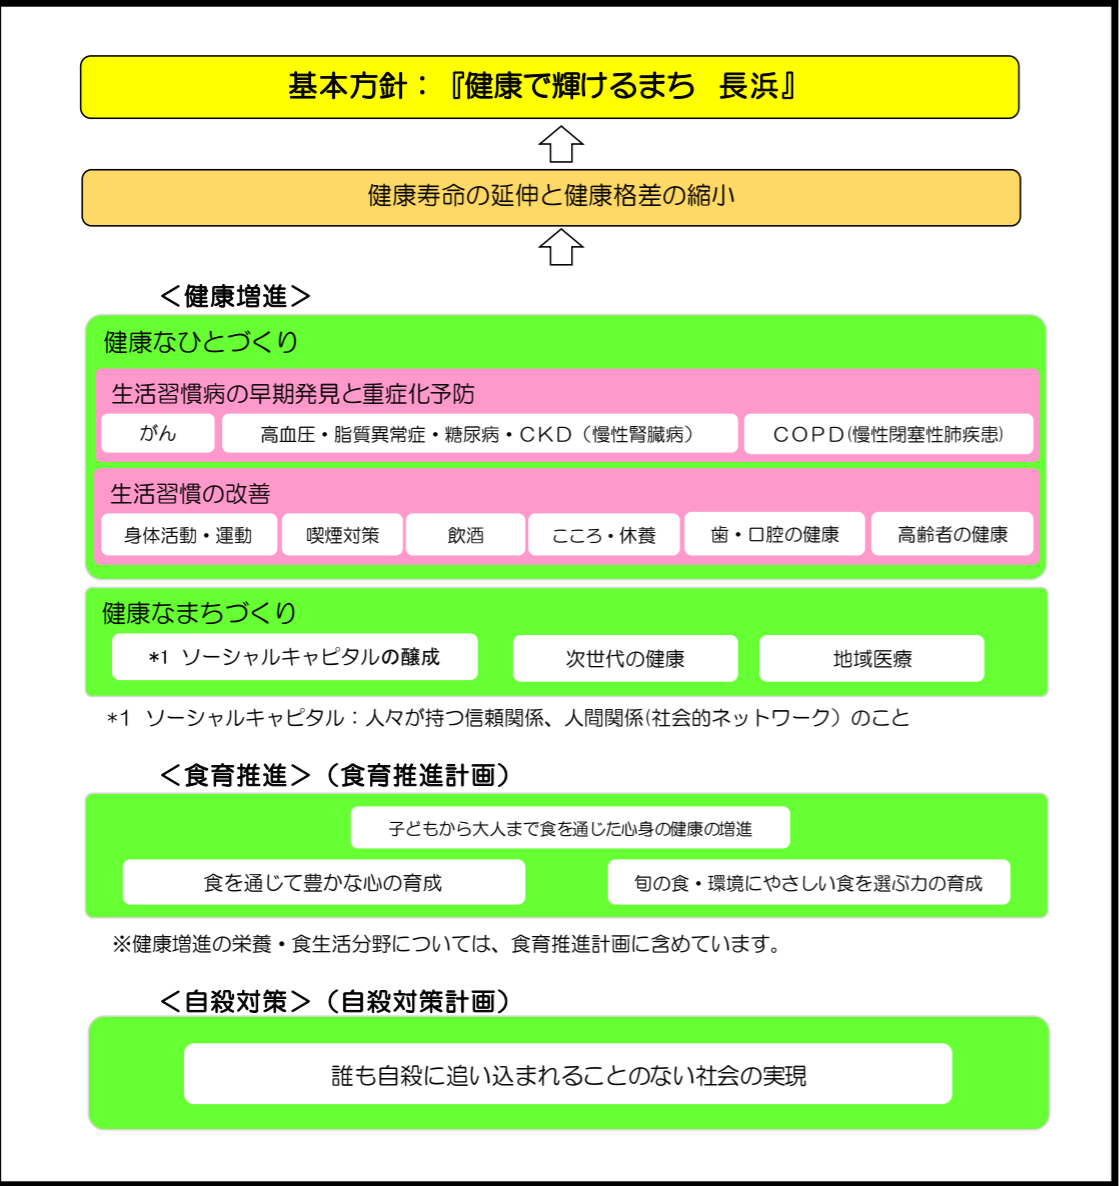 基本方針：『健康で輝けるまち 長浜』
健康寿命の延伸と健康格差の縮小
＜健康増進＞
健康なひとづくり
生活習慣病の早期発見と重症化予防
がん
高血圧・脂質異常症・糖尿病・ＣＫＤ（慢性腎臓病）
ＣＯＰＤ(慢性閉塞性肺疾患)
生活習慣の改善
身体活動・運動
喫煙対策
飲酒
こころ・休養
歯・口腔の健康
高齢者の健康
健康なまちづくり
*1 ソーシャルキャピタルの醸成
次世代の健康
地域医療
*1 ソーシャルキャピタル：人々が持つ信頼関係、人間関係(社会的ネットワーク）のこと
＜食育推進＞（食育推進計画）
子どもから大人まで食を通じた心身の健康の増進
食を通じて豊かな心の育成
旬の食・環境にやさしい食を選ぶ力の育成
※健康増進の栄養・食生活分野については、食育推進計画に含めています。
＜自殺対策＞（自殺対策計画）
誰も自殺に追い込まれることのない社会の実現